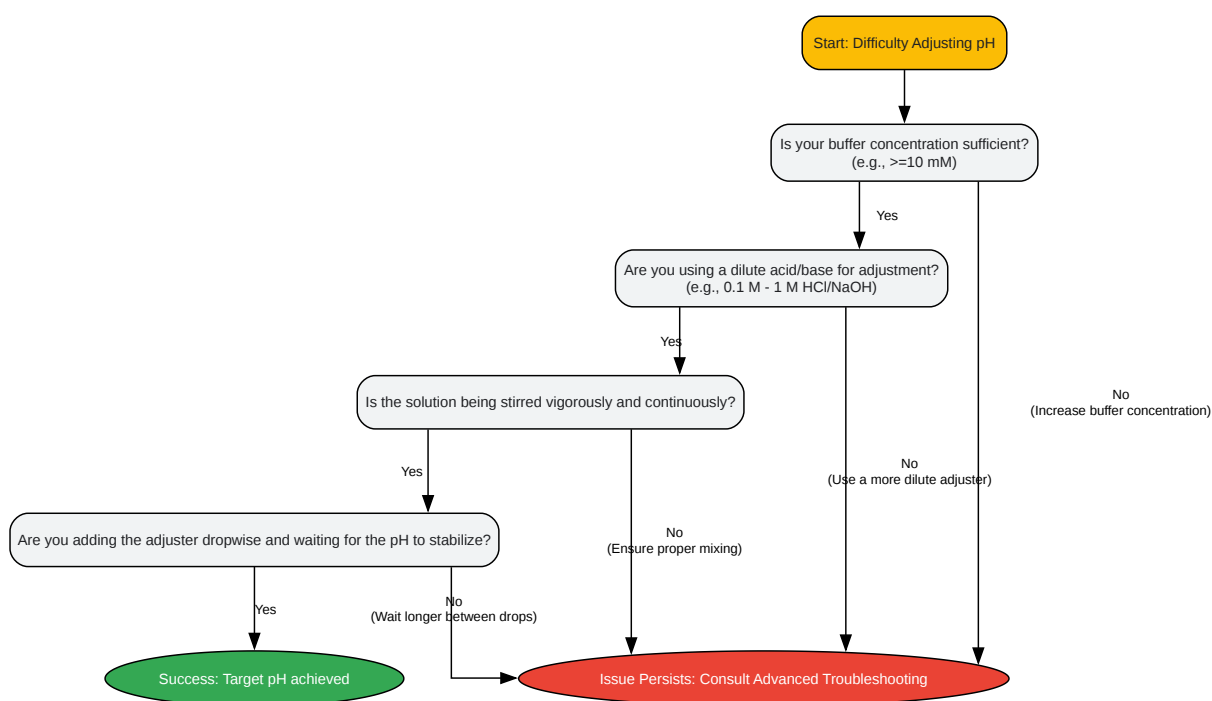 Start: Difficulty Adjusting pH
Is your buffer concentration sufficient?
(e.g., >=10 mM)
Yes
Are you using a dilute acid/base for adjustment?
(e.g., 0.1 M - 1 M HCl/NaOH)
Yes
Is the solution being stirred vigorously and continuously?
No
(Increase buffer concentration)
Yes
No
(Use a more dilute adjuster)
Are you adding the adjuster dropwise and waiting for the pH to stabilize?
No
(Ensure proper mixing)
Yes
No
(Wait longer between drops)
Success: Target pH achieved
Issue Persists: Consult Advanced Troubleshooting